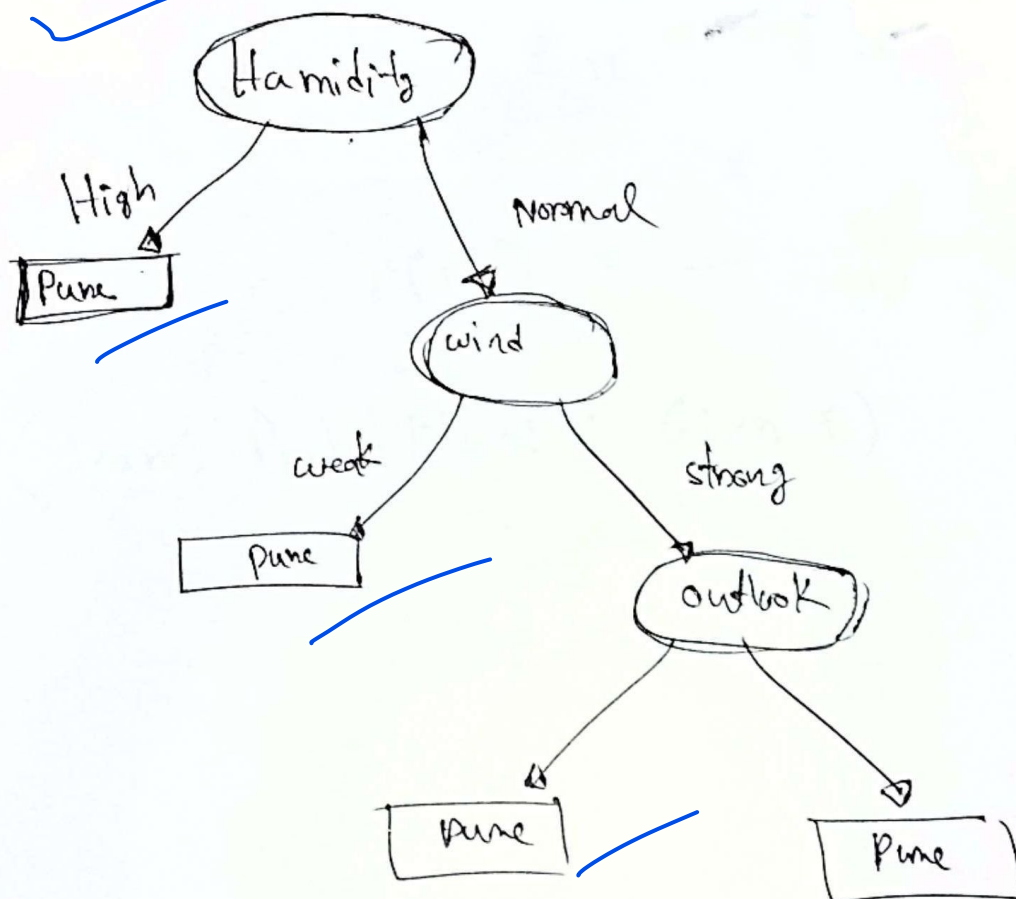 Hamidity
High
Normal
Pure
wind
weak
strong
pure
outlook
pure
Pure